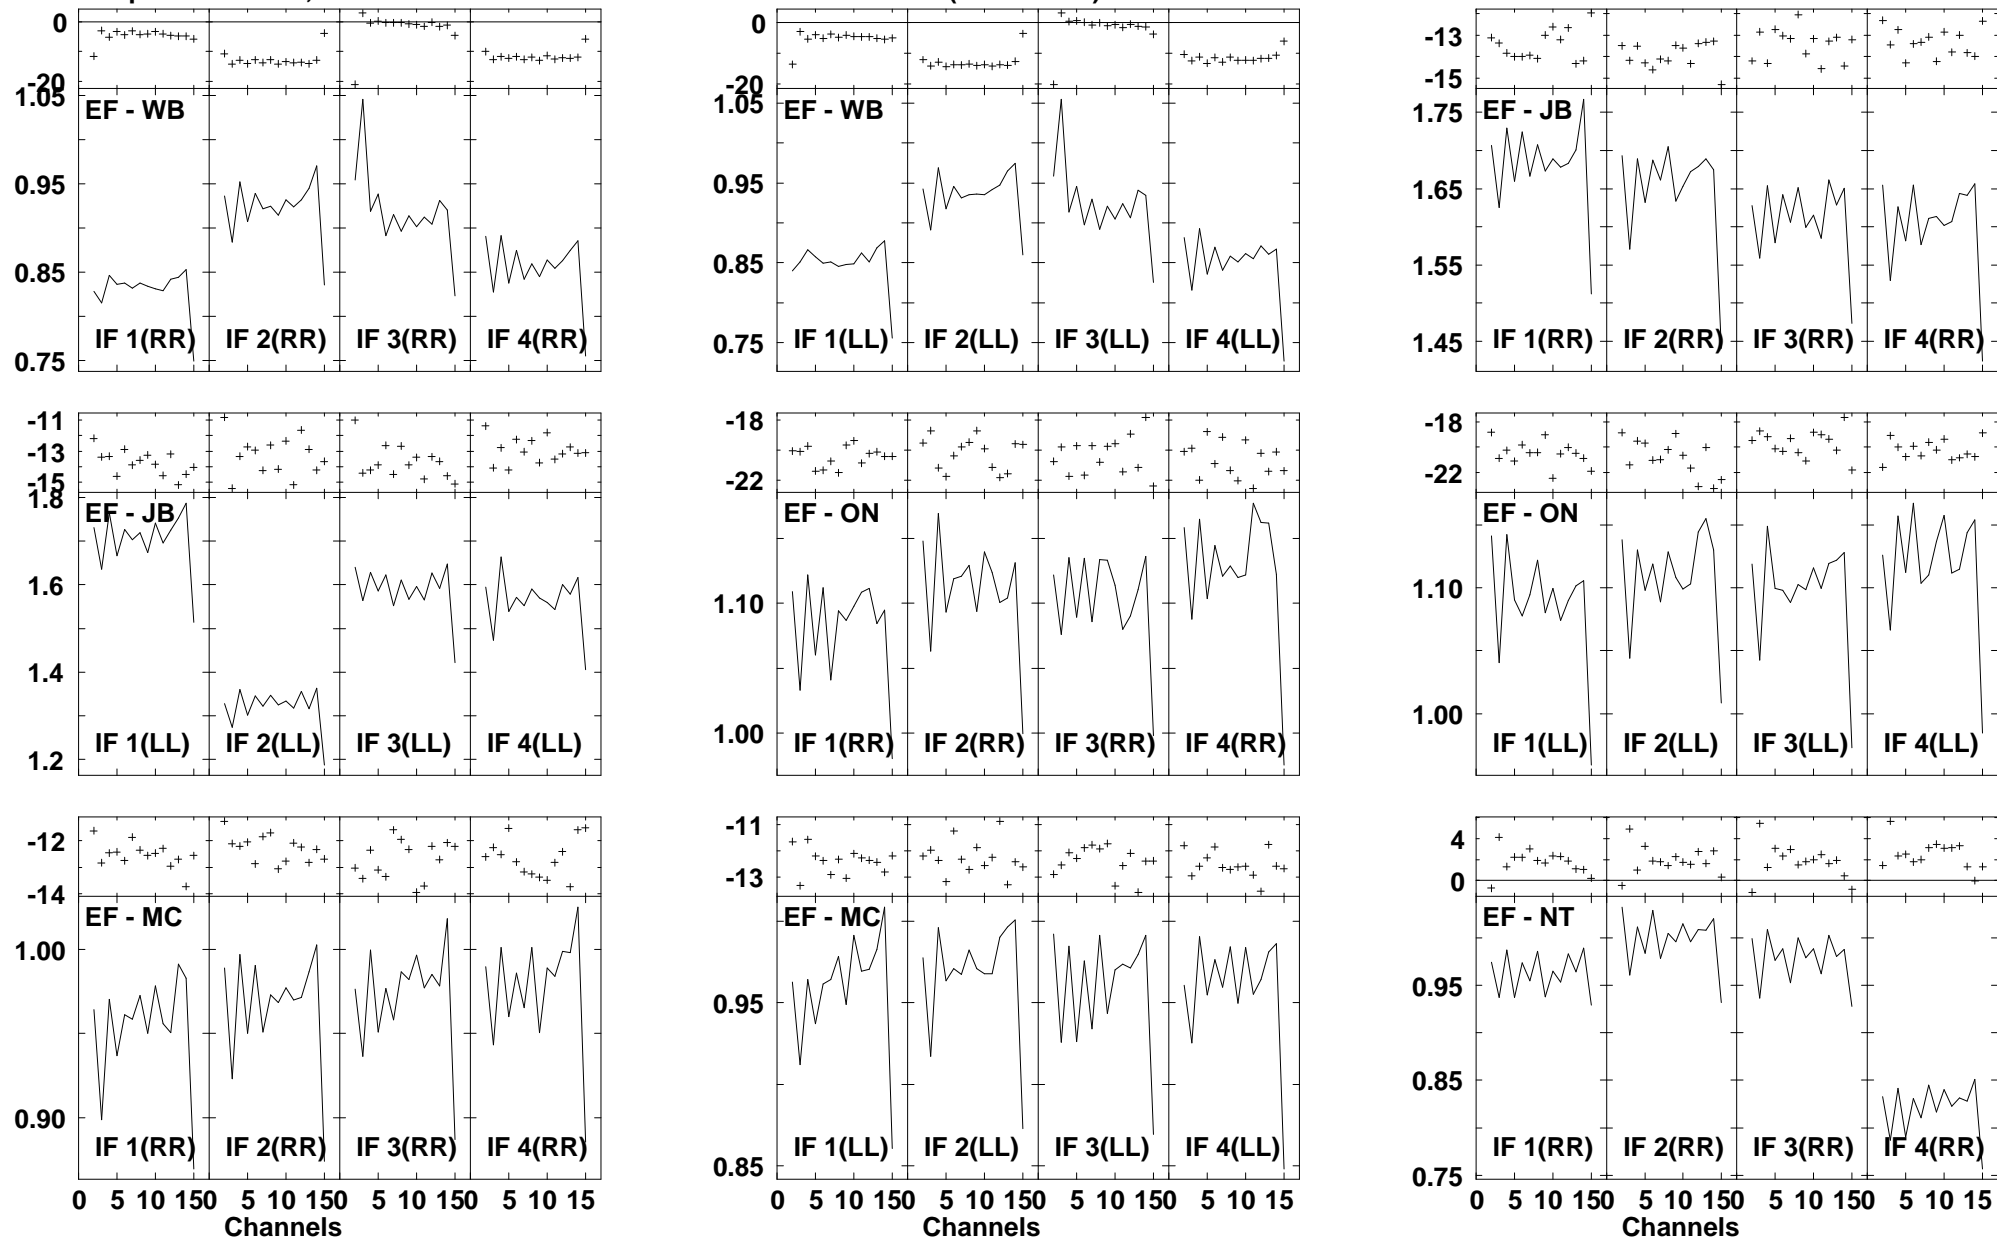 0
-20
1.05
EF - WB
0.95
0.85
0.75
IF 1(RR) IF 2(RR) IF 3(RR) IF 4(RR)
0
-20
1.05
EF - WB
0.95
0.85
0.75
IF 1(LL) IF 2(LL) IF 3(LL) IF 4(LL)
-13
-15
1.75
EF - JB
1.65
1.55
1.45
IF 1(RR) IF 2(RR) IF 3(RR) IF 4(RR)
-11
-13
-15
1.8
EF - JB
1.6
1.4
1.2
IF 1(LL) IF 2(LL) IF 3(LL) IF 4(LL)
-18
-22
EF - ON
1.10
1.00
IF 1(RR) IF 2(RR) IF 3(RR) IF 4(RR)
-18
-22
EF - ON
1.10
1.00
IF 1(LL) IF 2(LL) IF 3(LL) IF 4(LL)
-12
-14
EF - MC
1.00
0.90
IF 1(RR) IF 2(RR) IF 3(RR) IF 4(RR)
0 5 10 150 5 10 150 5 10 150 5 10 15
Channels
-11
-13
EF - MC
0.95
0.85
IF 1(LL) IF 2(LL) IF 3(LL) IF 4(LL)
0 5 10 150 5 10 150 5 10 150 5 10 15
Channels
4
0
EF - NT
0.95
0.85
0.75
IF 1(RR) IF 2(RR) IF 3(RR) IF 4(RR)
0 5 10 150 5 10 150 5 10 150 5 10 15
Channels